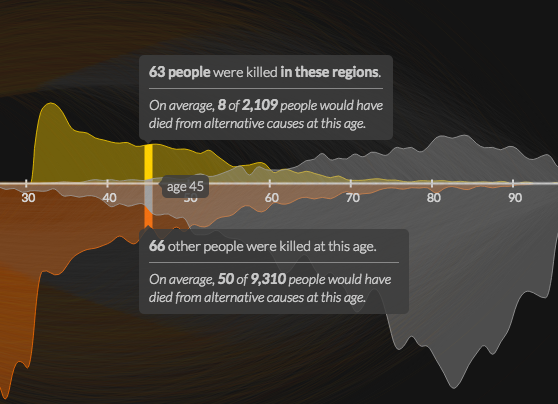 63 people were killed in these regions.
On average, 8 of 2,109 people would have
died from alternative causes at this age.
age 45
30 40 50 60 70 80 90
66 other people were killed at this age.
On average, 50 of 9,310 people would have
died from alternative causes at this age.